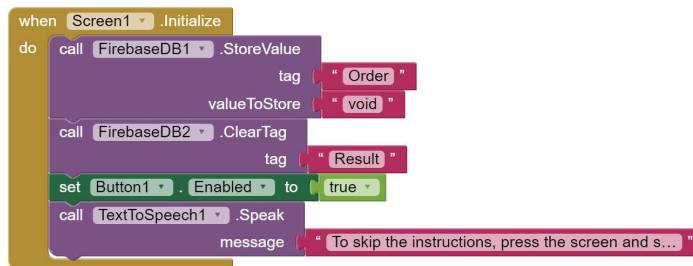 when Screen1 .Initialize
do call FirebaseDB1 .StoreValue
tag " Order "
valueToStore " void "
call FirebaseDB2 .ClearTag
tag " Result "
set Button1 . Enabled to true
call TextToSpeech1 .Speak
message " To skip the instructions, press the screen and s... "